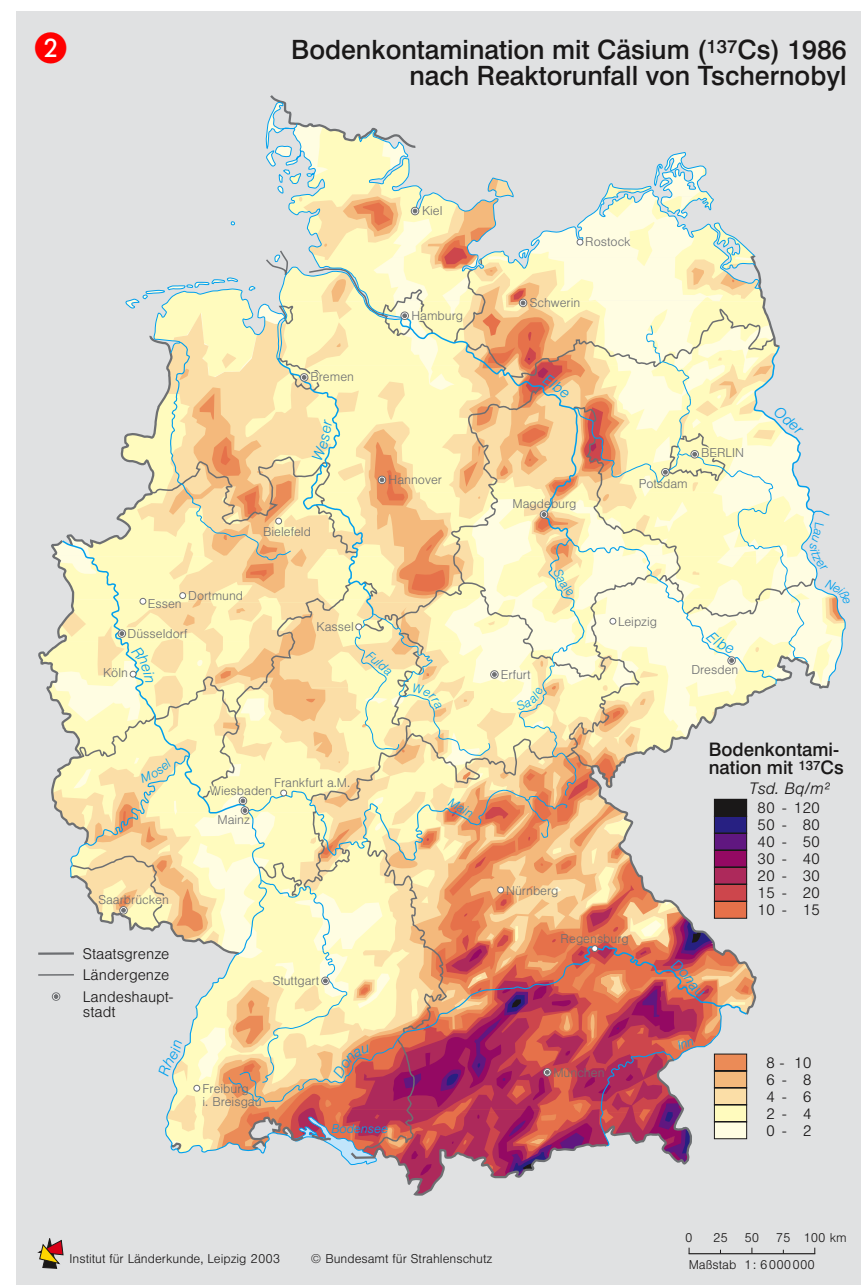 2
Bodenkontamination mit Cäsium (¹³⁷Cs) 1986
nach Reaktorunfall von Tschernobyl
Kiel
Rostock
Schwerin
Hamburg
Bremen
Elbe
Oder
Weser
BERLIN
Hannover
Potsdam
Magdeburg
Bielefeld
Lausitzer
Neiße
Saale
Dortmund
Essen
Düsseldorf
Kassel
Leipzig
Elbe
Rhein
Köln
Fulda
Erfurt
Dresden
Werra
Saale
Mosel
Wiesbaden
Frankfurt a.M.
Mainz
Main
Bodenkontami-
nation mit ¹³⁷Cs
Tsd. Bq/m²
80 - 120
50 - 80
40 - 50
30 - 40
20 - 30
15 - 20
10 - 15
Saarbrücken
Nürnberg
Regensburg
Staatsgrenze
Ländergenze
Landeshaupt-
stadt
Stuttgart
Donau
Rhein
Donau
Inn
München
8 - 10
6 - 8
4 - 6
2 - 4
0 - 2
Freiburg
i. Breisgau
Bodensee
0 25 50 75 100 km
Maßstab 1: 6000000
Institut für Länderkunde, Leipzig 2003 © Bundesamt für Strahlenschutz